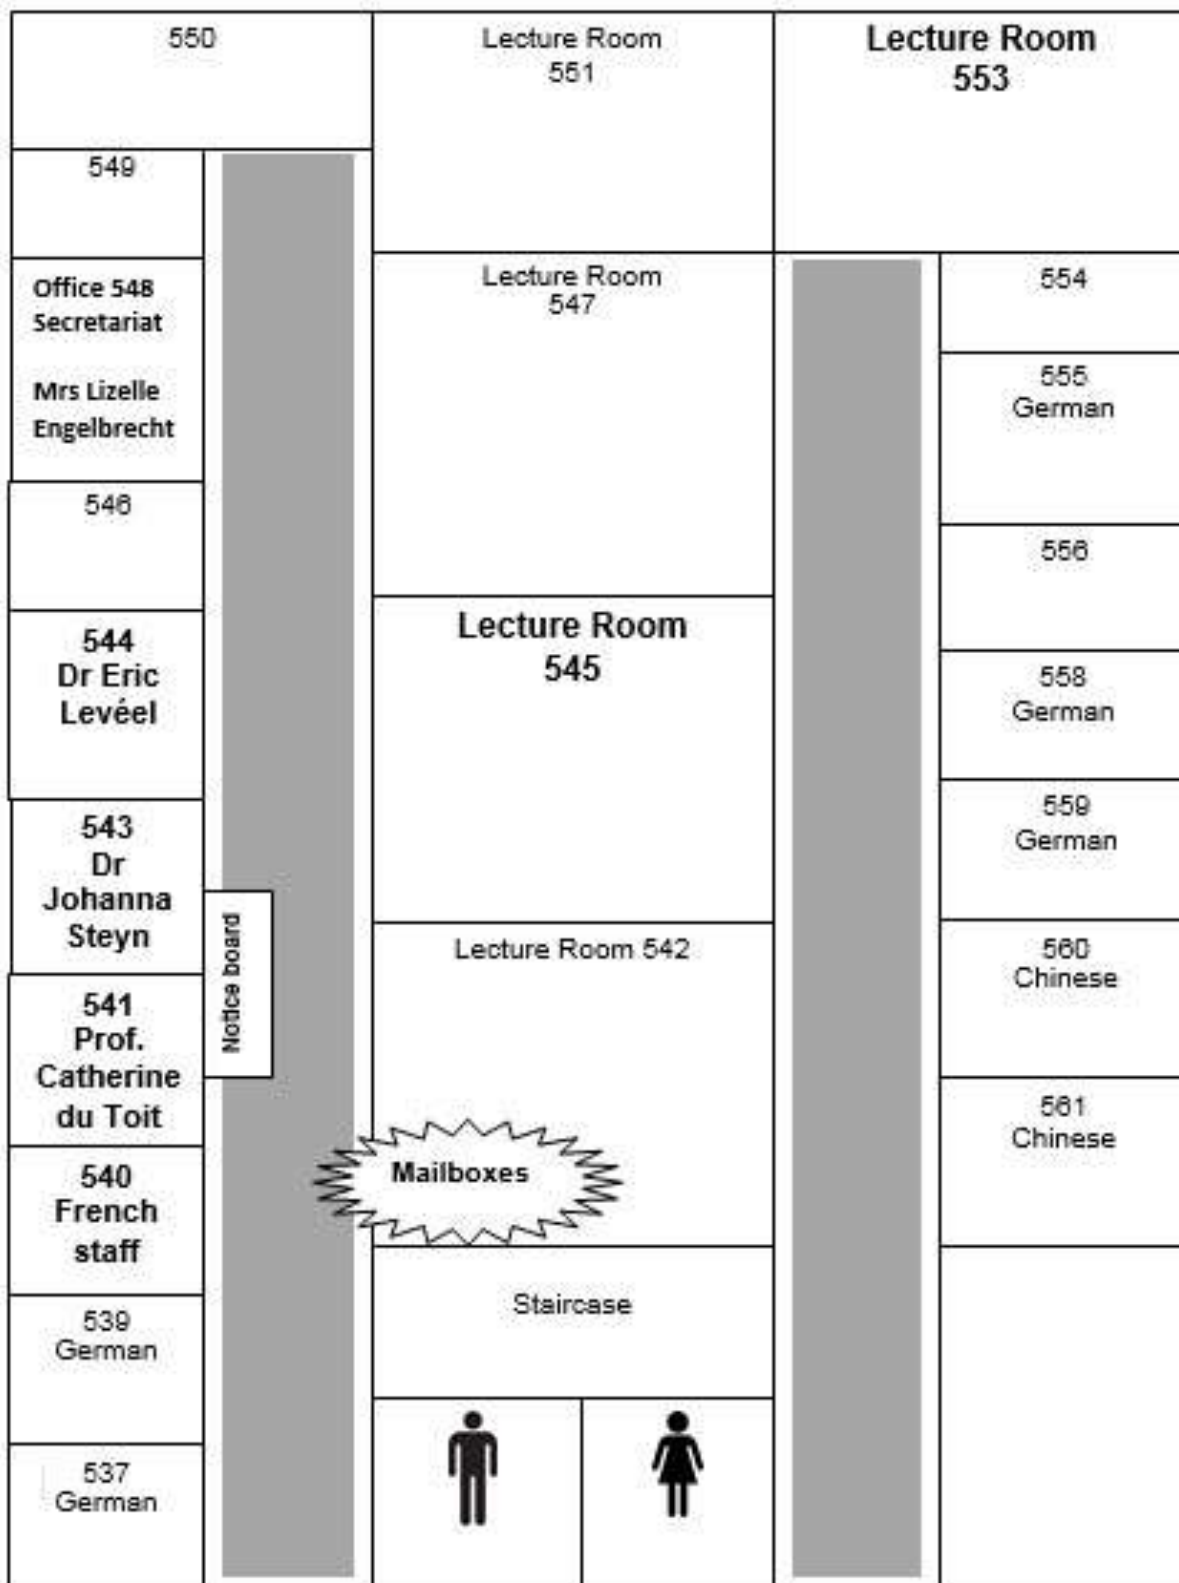 550
Lecture Room
551
Lecture Room
553
549
Office 548
Secretariat
Mrs Lizelle
Engelbrecht
Lecture Room
547
554
555
German
546
556
544
Dr Eric
Levéel
Lecture Room
545
558
German
543
Dr
Johanna
Steyn
559
German
Notice board
Lecture Room 542
560
Chinese
541
Prof.
Catherine
du Toit
561
Chinese
Mailboxes
540
French
staff
Staircase
539
German
537
German